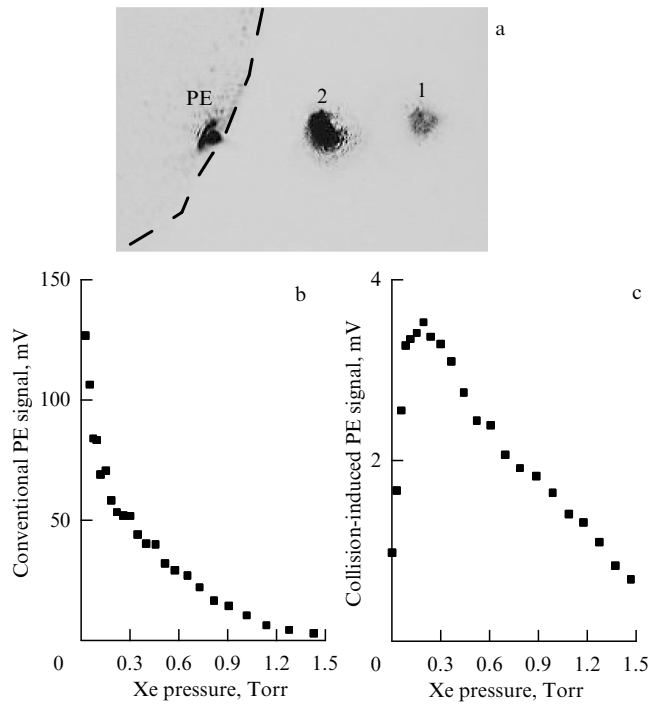 a
PE
2
1
b
150
100
50
0
0.3
0.6
0.9
1.2
1.5
Conventional PE signal, mV
Xe pressure, Torr
c
4
2
0
0.3
0.6
0.9
1.2
1.5
Collision-induced PE signal, mV
Xe pressure, Torr